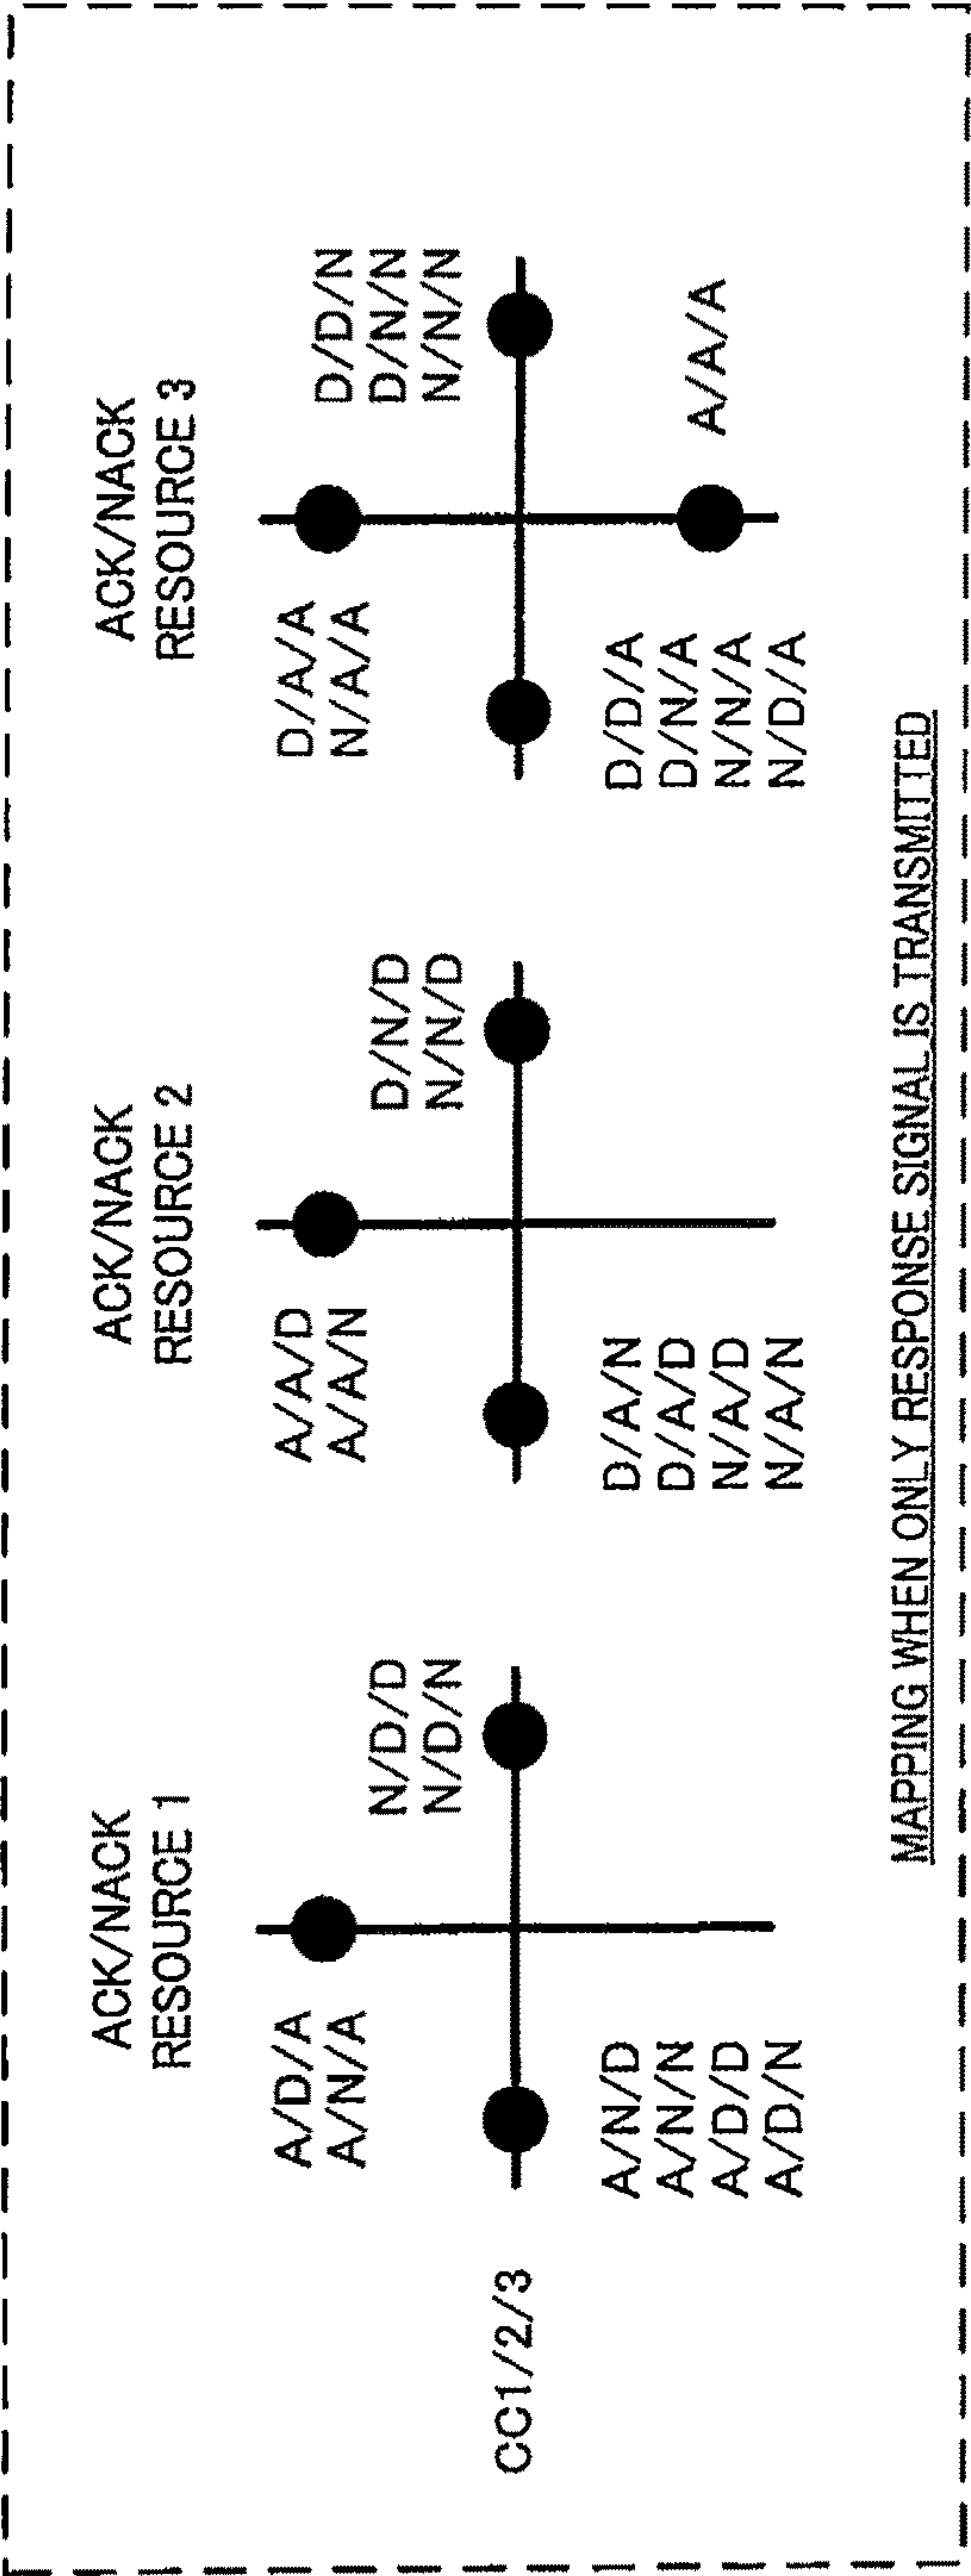 ACK/NACK
RESOURCE 1
A/D/A
A/N/A
N/D/D
N/D/N
CC1/2/3
A/N/D
A/N/N
A/D/D
A/D/N
ACK/NACK
RESOURCE 2
A/A/D
A/A/N
D/N/D
N/N/D
D/A/N
D/A/D
N/A/D
N/A/N
ACK/NACK
RESOURCE 3
D/A/A
N/A/A
D/D/N
D/N/N
N/N/N
D/D/A
D/N/A
N/N/A
N/D/A
A/A/A
MAPPING WHEN ONLY RESPONSE SIGNAL IS TRANSMITTED